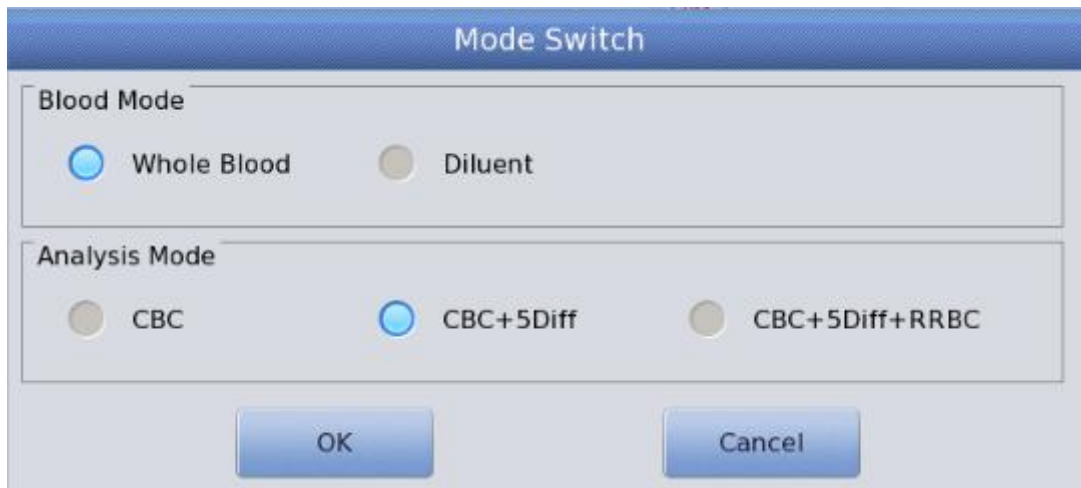 Mode Switch
Blood Mode
Whole Blood Diluent
Analysis Mode
CBC CBC+5Diff CBC+5Diff+RRBC
OK Cancel